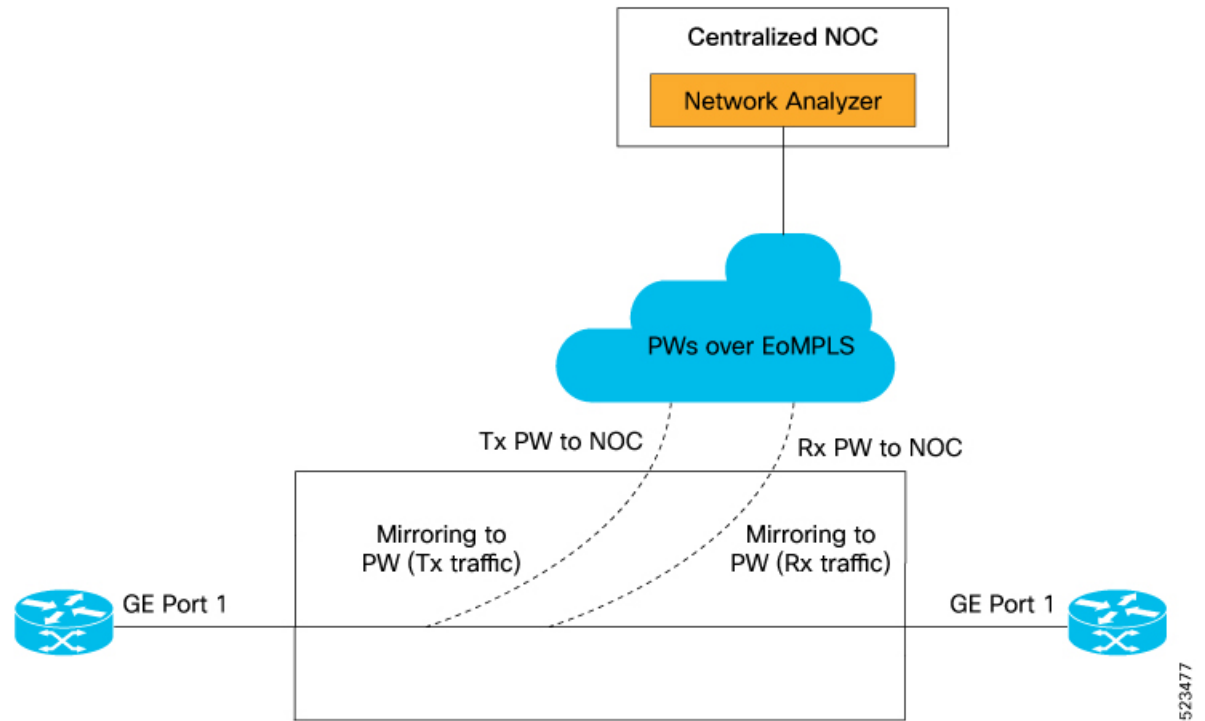 Centralized NOC
Network Analyzer
PWs over EoMPLS
Tx PW to NOC
Rx PW to NOC
Mirroring to
PW (Tx traffic)
Mirroring to
PW (Rx traffic)
GE Port 1
GE Port 1
523477